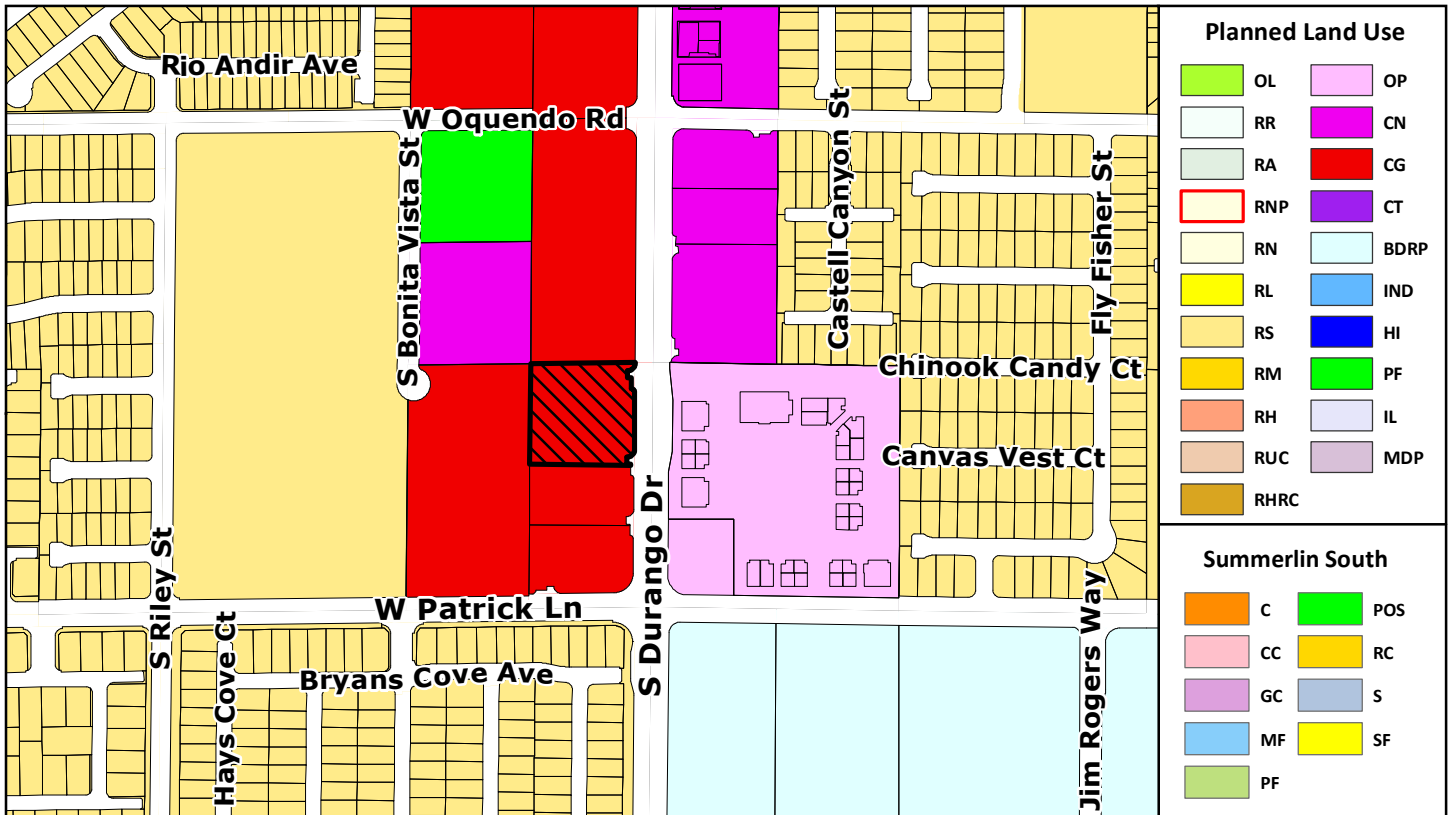 Rio Andir Ave
W Oquendo Rd
S Bonita Vista St
Castell Canyon St
Fly Fisher St
Chinook Candy Ct
Canvas Vest Ct
S Durango Dr
S Riley St
W Patrick Ln
Hays Cove Ct
Bryans Cove Ave
Jim Rogers Way
Planned Land Use
OL
RR
RA
RNP
RN
RL
RS
RM
RH
RUC
RHRC
OP
CN
CG
CT
BDRP
IND
HI
PF
IL
MDP
Summerlin South
C
CC
GC
MF
PF
POS
RC
S
SF